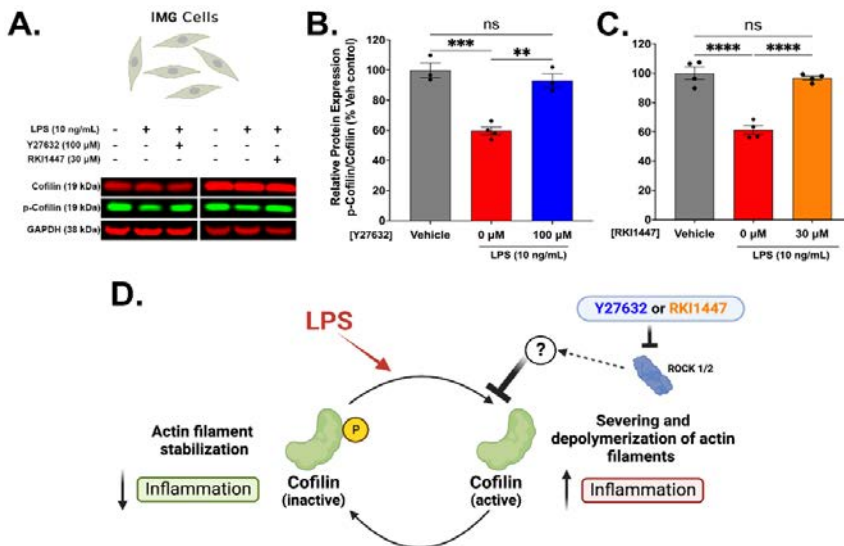 A.
IMG Cells
LPS (10 ng/mL) - + + - + +
Y27632 (100 µM) - - + - - -
RKI1447 (30 µM) - - - - - +
Cofilin (19 kDa)
p-Cofilin (19 kDa)
GAPDH (38 kDa)
B.
ns
*** **
Relative Protein Expression
p-Cofilin/Cofilin (% Veh control)
120
100
80
60
40
20
0
[Y27632] Vehicle 0 µM 100 µM
LPS (10 ng/mL)
C.
ns
**** ****
120
100
80
60
40
20
0
[RKI1447] Vehicle 0 µM 30 µM
LPS (10 ng/mL)
D.
LPS
Y27632 or RKI1447
?
ROCK 1/2
P
Actin filament
stabilization
Inflammation
Cofilin
(inactive)
Cofilin
(active)
Severing and
depolymerization of actin
filaments
Inflammation